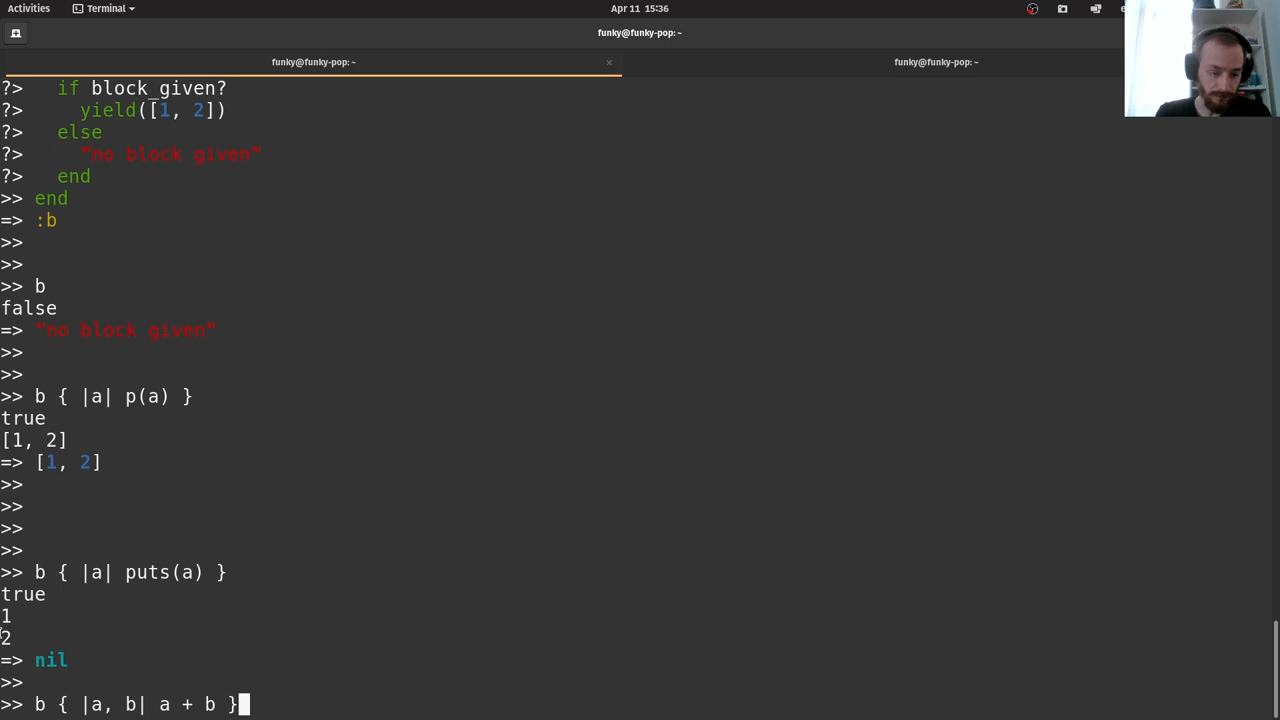 Activities
Terminal
Apr 11 15:36
funky@funky-pop: ~
funky@funky-pop: ~
×
funky@funky-pop: ~
?>   if block_given?
?>     yield([1, 2])
?>   else
?>     "no block given"
?>   end
>> end
=> :b
>>
>>
>> b
false
=> "no block given"
>>
>>
>> b { |a| p(a) }
true
[1, 2]
=> [1, 2]
>>
>>
>>
>>
>> b { |a| puts(a) }
true
1
2
=> nil
>>
>> b { |a, b| a + b }